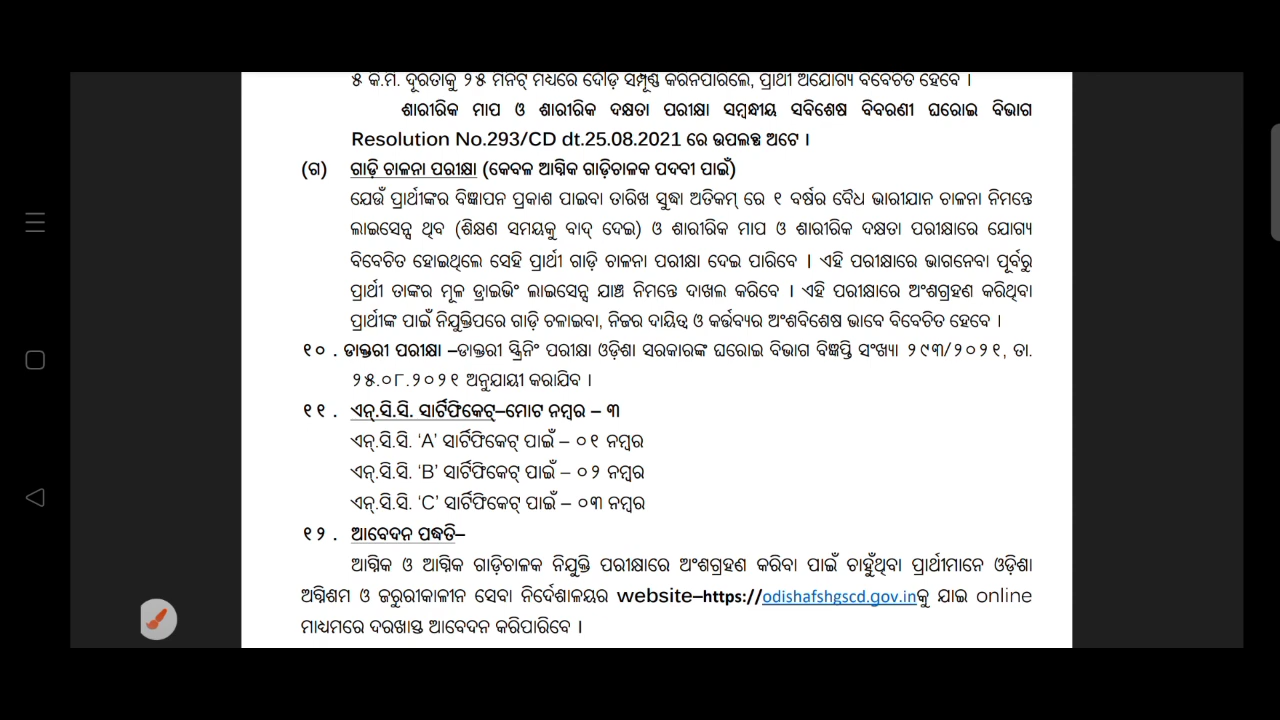 ୫ କି.ମି. ଦୂରତାକୁ ୨୫ ମିନିଟ୍ ମଧ୍ୟରେ ଦୌଡ଼ି ସମ୍ପୂର୍ଣ୍ଣ କରିନପାରିଲେ, ପ୍ରାର୍ଥୀ ଅଯୋଗ୍ୟ ବିବେଚିତ ହେବେ ।
ଶାରୀରିକ ମାପ ଓ ଶାରୀରିକ ଦକ୍ଷତା ପରୀକ୍ଷା ସମ୍ବନ୍ଧୀୟ ସବିଶେଷ ବିବରଣୀ ଘରୋଇ ବିଭାଗ
Resolution No.293/CD dt.25.08.2021 ରେ ଉପଲବ୍ଧ ଅଟେ ।
(ଗ) ଗାଡ଼ି ଚାଳନା ପରୀକ୍ଷା (କେବଳ ଆଗ୍ନିକ ଗାଡ଼ିଚାଳକ ପଦବୀ ପାଇଁ)
ଯେଉଁ ପ୍ରାର୍ଥୀଙ୍କର ବିଜ୍ଞାପନ ପ୍ରକାଶ ପାଇବା ତାରିଖ ସୁଦ୍ଧା ଅତିକମ୍ ରେ ୧ ବର୍ଷର ବୈଧ ଭାରୀଯାନ ଚାଳନା ନିମନ୍ତେ
ଲାଇସେନ୍ସ ଥିବ (ଶିକ୍ଷଣ ସମୟକୁ ବାଦ୍ ଦେଇ) ଓ ଶାରୀରିକ ମାପ ଓ ଶାରୀରିକ ଦକ୍ଷତା ପରୀକ୍ଷାରେ ଯୋଗ୍ୟ
ବିବେଚିତ ହୋଇଥିଲେ ସେହି ପ୍ରାର୍ଥୀ ଗାଡ଼ି ଚାଳନା ପରୀକ୍ଷା ଦେଇ ପାରିବେ । ଏହି ପରୀକ୍ଷାରେ ଭାଗନେବା ପୂର୍ବରୁ
ପ୍ରାର୍ଥୀ ତାଙ୍କର ମୂଳ ଡ୍ରାଇଭିଂ ଲାଇସେନ୍ସ ଯାଞ୍ଚ ନିମନ୍ତେ ଦାଖଲ କରିବେ । ଏହି ପରୀକ୍ଷାରେ ଅଂଶଗ୍ରହଣ କରିଥିବା
ପ୍ରାର୍ଥୀଙ୍କ ପାଇଁ ନିଯୁକ୍ତିପରେ ଗାଡ଼ି ଚଳାଇବା, ନିଜର ଦାୟିତ୍ୱ ଓ କର୍ତ୍ତବ୍ୟର ଅଂଶବିଶେଷ ଭାବେ ବିବେଚିତ ହେବେ ।
୧୦. ଡାକ୍ତରୀ ପରୀକ୍ଷା –ଡାକ୍ତରୀ ସ୍କ୍ରିନିଂ ପରୀକ୍ଷା ଓଡ଼ିଶା ସରକାରଙ୍କ ଘରୋଇ ବିଭାଗ ବିଜ୍ଞପ୍ତି ସଂଖ୍ୟା ୨୯୩/୨୦୨୧, ତା.
୨୫.୦୮.୨୦୨୧ ଅନୁଯାୟୀ କରାଯିବ ।
୧୧. ଏନ୍.ସି.ସି. ସାର୍ଟିଫିକେଟ୍–ମୋଟ ନମ୍ବର – ୩
ଏନ୍.ସି.ସି. ‘A’ ସାର୍ଟିଫିକେଟ୍ ପାଇଁ – ୦୧ ନମ୍ବର
ଏନ୍.ସି.ସି. ‘B’ ସାର୍ଟିଫିକେଟ୍ ପାଇଁ – ୦୨ ନମ୍ବର
ଏନ୍.ସି.ସି. ‘C’ ସାର୍ଟିଫିକେଟ୍ ପାଇଁ – ୦୩ ନମ୍ବର
୧୨. ଆବେଦନ ପଦ୍ଧତି–
ଆଗ୍ନିକ ଓ ଆଗ୍ନିକ ଗାଡ଼ିଚାଳକ ନିଯୁକ୍ତି ପରୀକ୍ଷାରେ ଅଂଶଗ୍ରହଣ କରିବା ପାଇଁ ଚାହୁଁଥିବା ପ୍ରାର୍ଥୀମାନେ ଓଡ଼ିଶା
ଅଗ୍ନିଶମ ଓ ଜରୁରୀକାଳୀନ ସେବା ନିର୍ଦେଶାଳୟର website–https://odishafshgscd.gov.inକୁ ଯାଇ online
ମାଧ୍ୟମରେ ଦରଖାସ୍ତ ଆବେଦନ କରିପାରିବେ ।